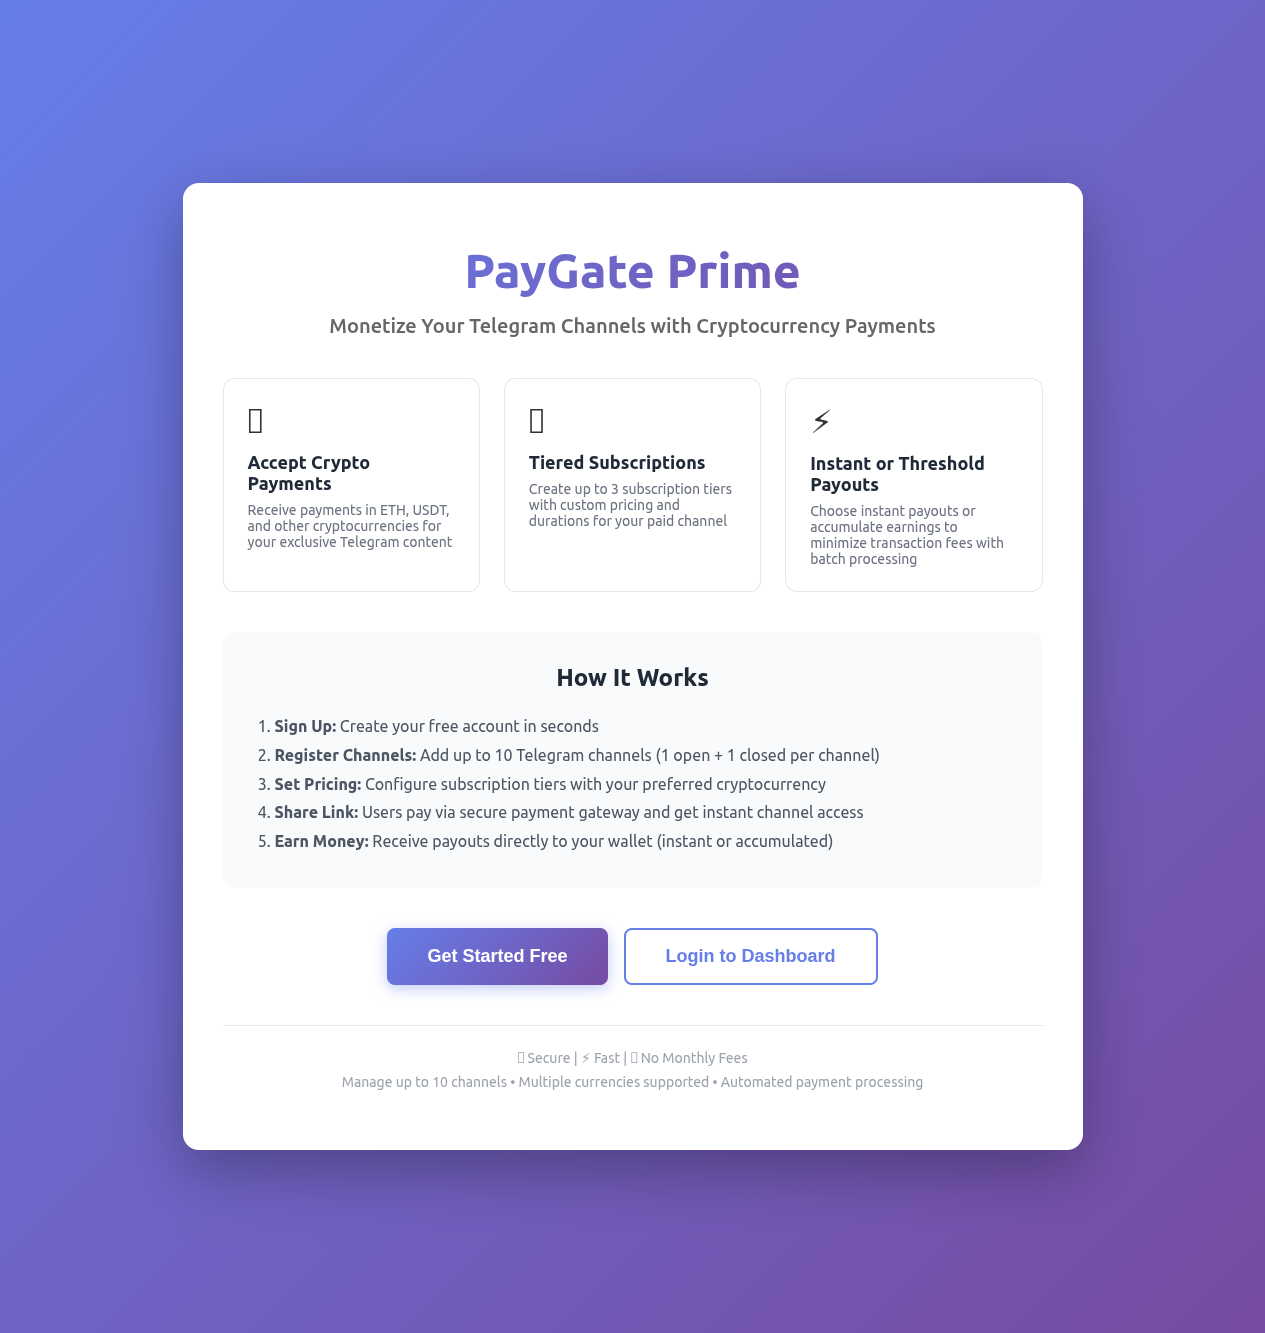 PayGate Prime
Monetize Your Telegram Channels with Cryptocurrency Payments
Accept Crypto
Payments
Receive payments in ETH, USDT,
and other cryptocurrencies for
your exclusive Telegram content
Tiered Subscriptions
Create up to 3 subscription tiers
with custom pricing and
durations for your paid channel
⚡
Instant or Threshold
Payouts
Choose instant payouts or
accumulate earnings to
minimize transaction fees with
batch processing
How It Works
1. Sign Up: Create your free account in seconds
2. Register Channels: Add up to 10 Telegram channels (1 open + 1 closed per channel)
3. Set Pricing: Configure subscription tiers with your preferred cryptocurrency
4. Share Link: Users pay via secure payment gateway and get instant channel access
5. Earn Money: Receive payouts directly to your wallet (instant or accumulated)
Get Started Free
Login to Dashboard
Secure | ⚡ Fast | No Monthly Fees
Manage up to 10 channels • Multiple currencies supported • Automated payment processing